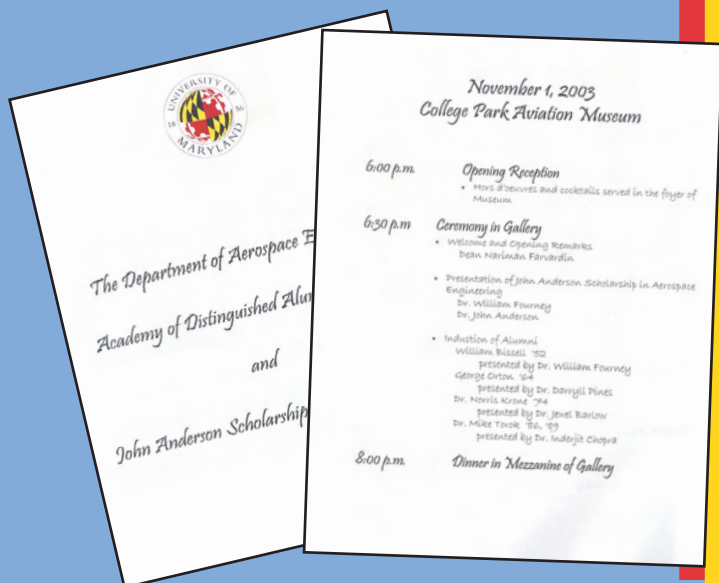 UNIVERSITY OF
18 56
MARYLAND
The Department of Aerospace E
Academy of Distinguished Alu
and
John Anderson Scholarship
November 1, 2003
College Park Aviation Museum
6:00 p.m. Opening Reception
• Hors d'oeuvres and cocktails served in the foyer of
Museum
6:30 p.m Ceremony in Gallery
• Welcome and Opening Remarks
Dean Nariman Farvardin
• Presentation of John Anderson Scholarship in Aerospace
Engineering
Dr. William Fourney
Dr. John Anderson
• Induction of Alumni
William Bissell '52
presented by Dr. William Fourney
George Orton '64
presented by Dr. Darryll Pines
Dr. Norris Krone '74
presented by Dr. Jewel Barlow
Dr. Mike Torok '86, '89
presented by Dr. Inderjit Chopra
8:00 p.m. Dinner in Mezzanine of Gallery